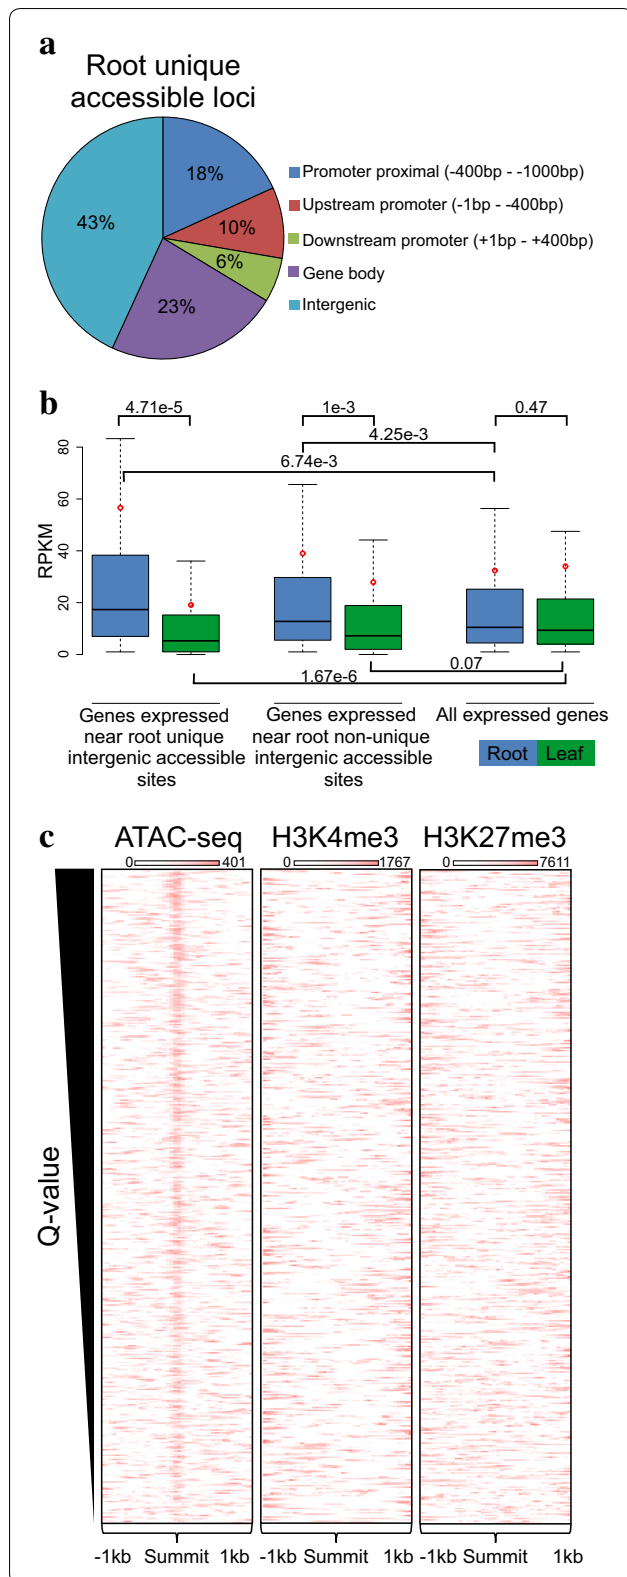 a
Root unique
accessible loci
18%
10%
6%
23%
43%
Promoter proximal (-400bp - -1000bp)
Upstream promoter (-1bp - -400bp)
Downstream promoter (+1bp - +400bp)
Gene body
Intergenic
b
4.71e-5
1e-3
0.47
4.25e-3
6.74e-3
RPKM
80
60
40
20
0
0.07
1.67e-6
Genes expressed
near root unique
intergenic accessible
sites
Genes expressed
near root non-unique
intergenic accessible
sites
All expressed genes
Root Leaf
c
ATAC-seq H3K4me3 H3K27me3
0 401 0 1767 0 7611
Q-value
-1kb Summit 1kb -1kb Summit 1kb -1kb Summit 1kb